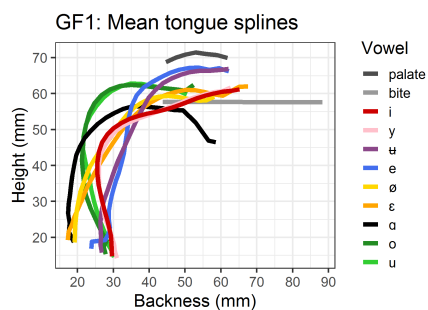 GF1: Mean tongue splines
Height (mm)
70
60
50
40
30
20
20 30 40 50 60 70 80 90
Backness (mm)
Vowel
palate
bite
i
y
ʉ
e
ø
ɛ
ɑ
o
u